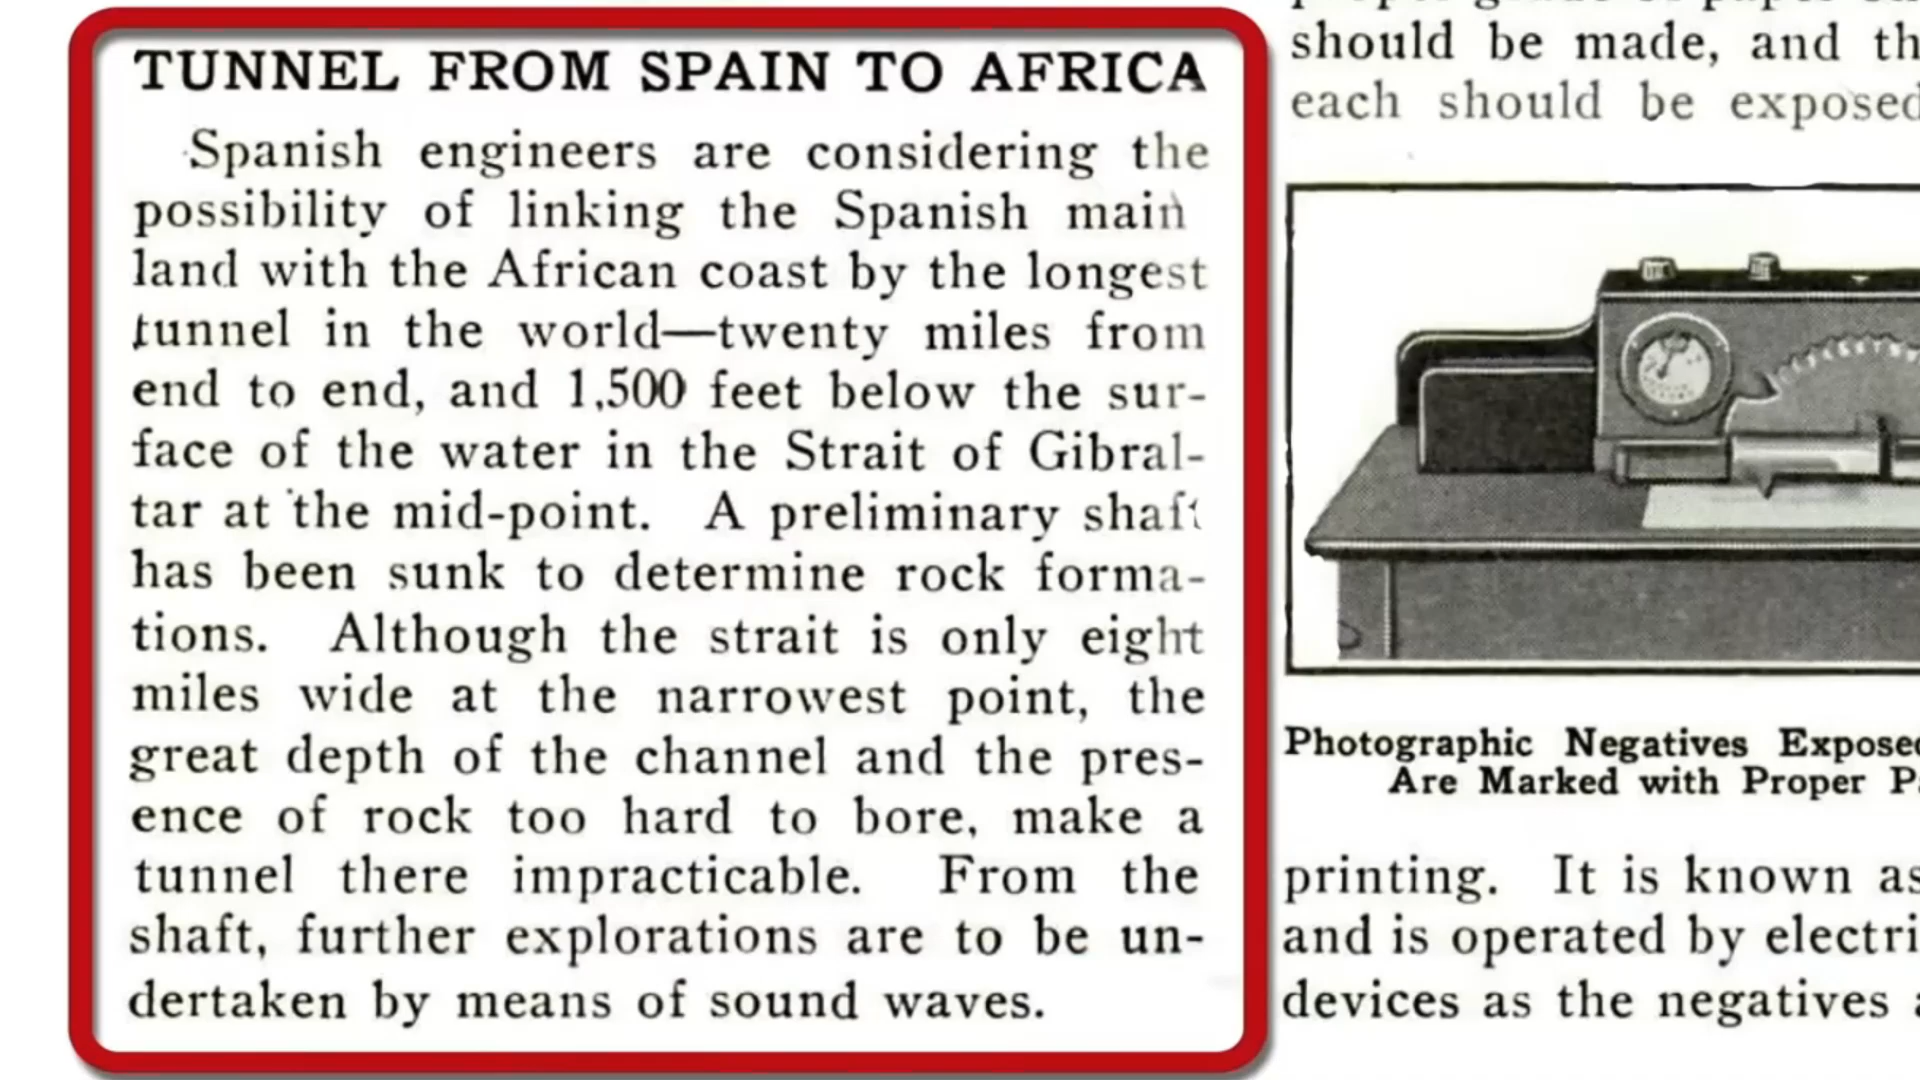 TUNNEL FROM SPAIN TO AFRICA
Spanish engineers are considering the
possibility of linking the Spanish main
land with the African coast by the longest
tunnel in the world—twenty miles from
end to end, and 1,500 feet below the sur-
face of the water in the Strait of Gibral-
tar at the mid-point. A preliminary shaft
has been sunk to determine rock forma-
tions. Although the strait is only eight
miles wide at the narrowest point, the
great depth of the channel and the pres-
ence of rock too hard to bore, make a
tunnel there impracticable. From the
shaft, further explorations are to be un-
dertaken by means of sound waves.
should be made, and
each should be exposed
Photographic Negatives Exposed
Are Marked with Proper
printing. It is known as
and is operated by
devices as the negatives